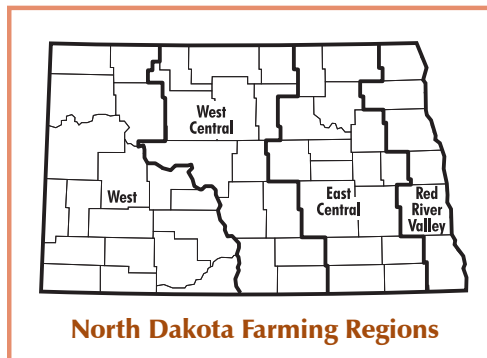 West
Central
West
East
Central
Red
River
Valley
North Dakota Farming Regions